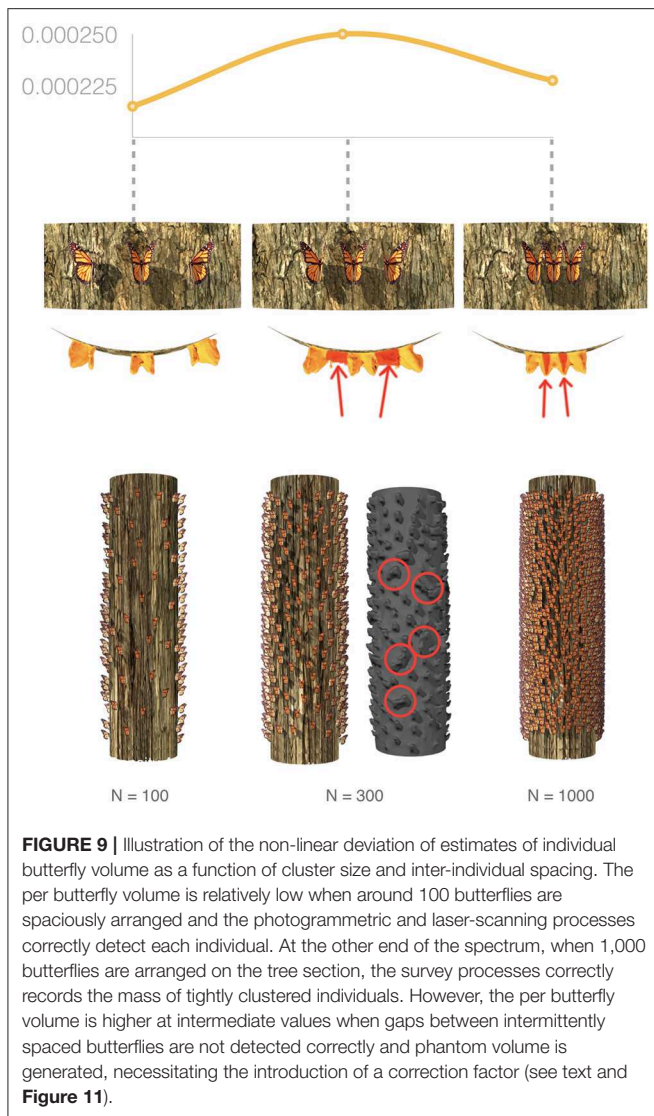 0.000250
0.000225
N = 100
N = 300
N = 1000
FIGURE 9 | Illustration of the non-linear deviation of estimates of individual
butterfly volume as a function of cluster size and inter-individual spacing. The
per butterfly volume is relatively low when around 100 butterflies are
spaciously arranged and the photogrammetric and laser-scanning processes
correctly detect each individual. At the other end of the spectrum, when 1,000
butterflies are arranged on the tree section, the survey processes correctly
records the mass of tightly clustered individuals. However, the per butterfly
volume is higher at intermediate values when gaps between intermittently
spaced butterflies are not detected correctly and phantom volume is
generated, necessitating the introduction of a correction factor (see text and
Figure 11).